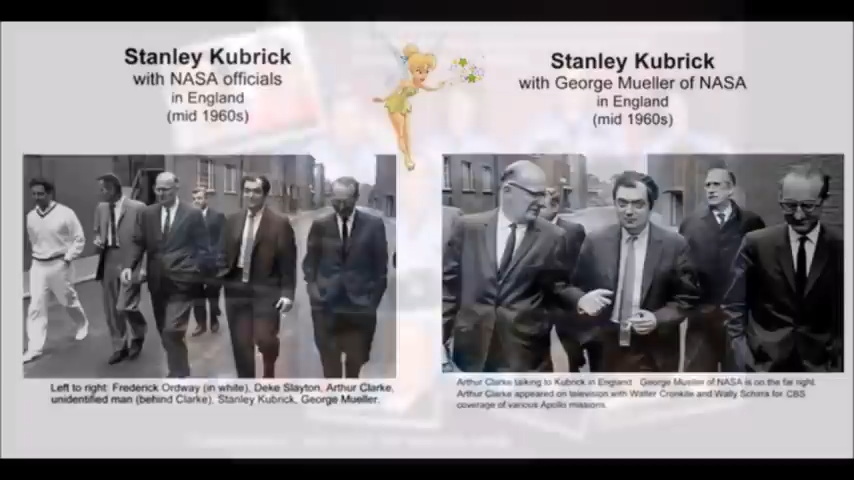 Stanley Kubrick
with NASA officials
in England
(mid 1960s)
Left to right: Frederick Ordway (in white), Deke Slayton, Arthur Clarke,
unidentified man (behind Clarke), Stanley Kubrick, George Mueller.
Stanley Kubrick
with George Mueller of NASA
in England
(mid 1960s)
Arthur Clarke talking to Kubrick in England. George Mueller of NASA is on the far right.
Arthur Clarke appeared on television with Walter Cronkite and Wally Schirra for CBS
coverage of various Apollo missions.